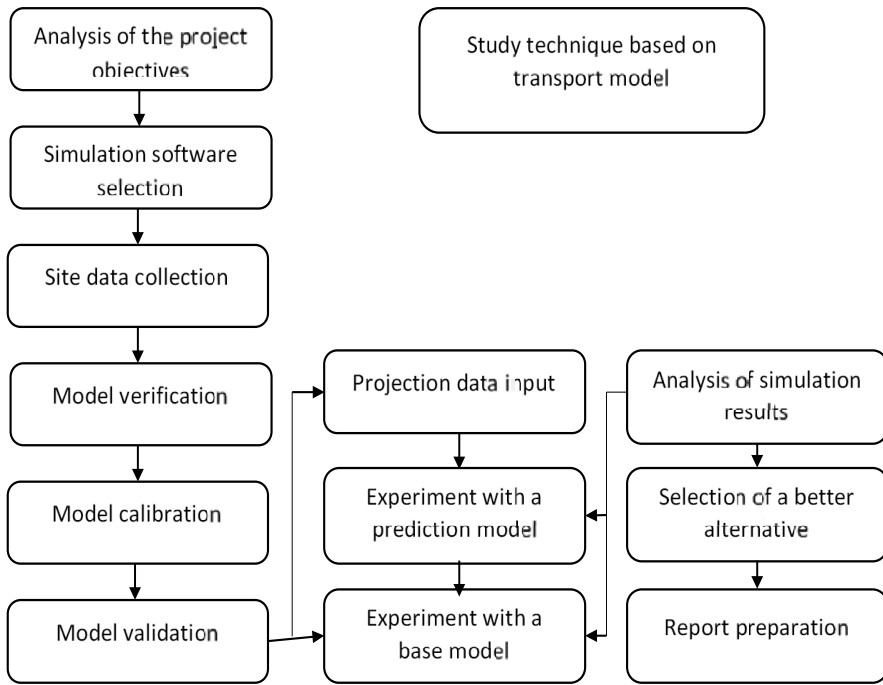 Analysis of the project
objectives
Study technique based on
transport model
Simulation software
selection
Site data collection
Model verification
Model calibration
Model validation
Projection data input
Experiment with a
prediction model
Experiment with a
base model
Analysis of simulation
results
Selection of a better
alternative
Report preparation